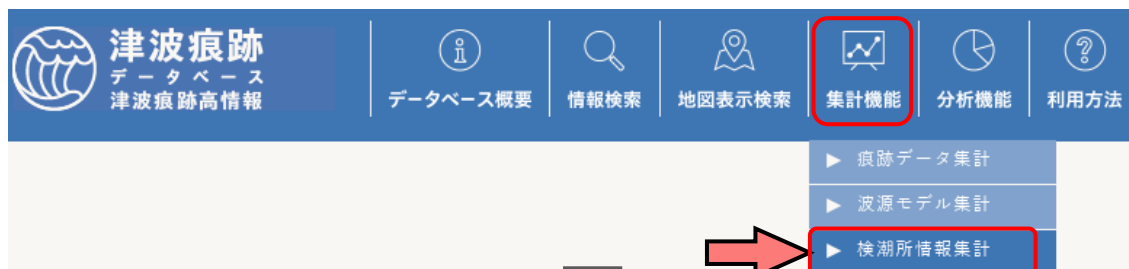 津波痕跡
データベース
津波痕跡高情報
データベース概要
情報検索
地図表示検索
集計機能
分析機能
利用方法
▶ 痕跡データ集計
▶ 波源モデル集計
▶ 検潮所情報集計